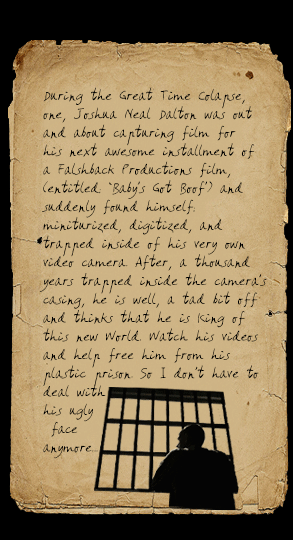 During the Great Time Colapse,
one, Joshua Neal Dalton was out
and about capturing film for
his next awesome installment of
a Falshback Productions film,
(entitled 'Baby's Got Boof') and
suddenly found himself:
miniturized, digitized, and
trapped inside of his very own
video camera. After, a thousand
years trapped inside the camera's
casing, he is well, a tad bit off
and thinks that he is King of
this new World. Watch his videos
and help free him from his
plastic prison. So I don't have to
deal with
his ugly
face
anymore...